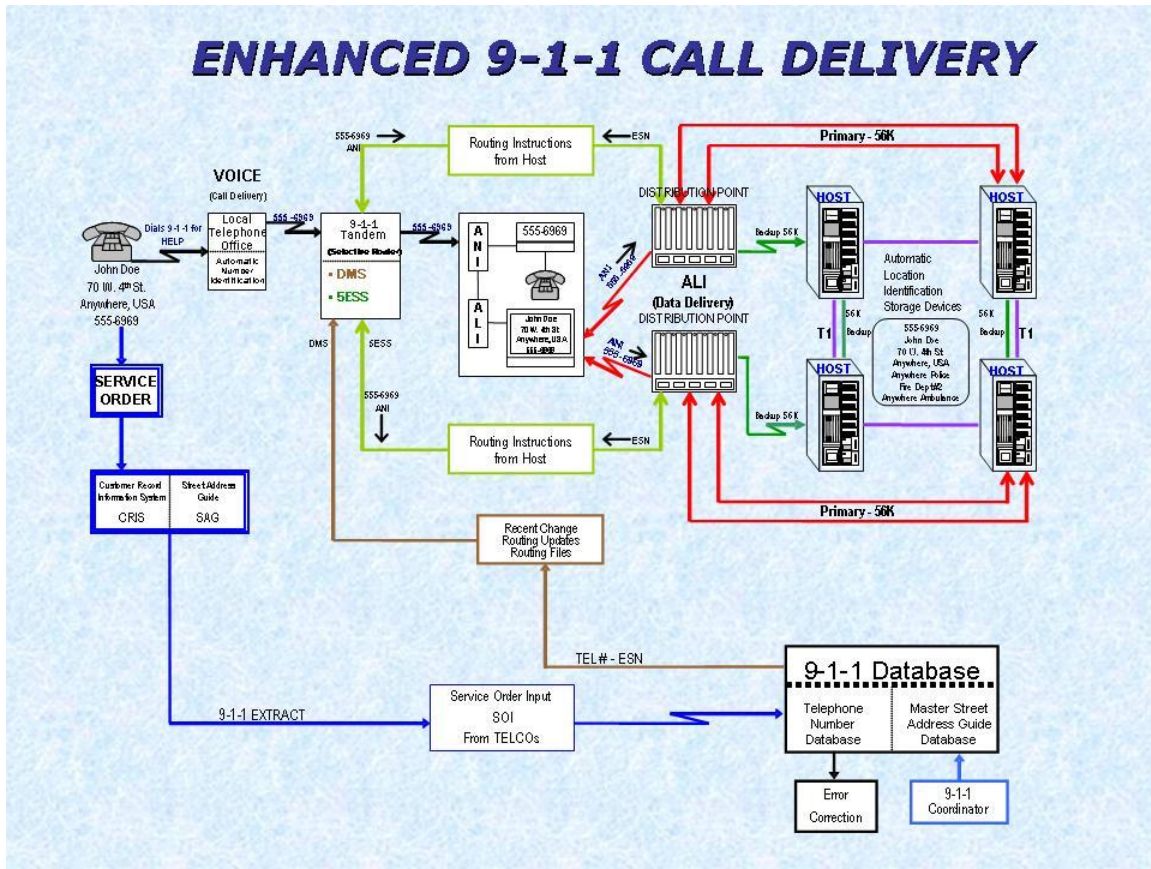 ENHANCED 9-1-1 CALL DELIVERY
555-6969
ANI
Routing Instructions
from Host
ESN
Primary - 56K
VOICE
(Call Delivery)
Dials 9-1-1 for
HELP
John Doe
70 W. 4th St.
Anywhere, USA
555-6969
Local
Telephone
Office
Automatic
Number
Identification
555-6969
9-1-1
Tandem
(Selective Router)
• DMS
• 5ESS
555-6969
A
N
I
555-6969
A
L
I
John Doe
70 W. 4th St
Anywhere, USA
555-6969
ANI
555-6969
DISTRIBUTION POINT
ALI
(Data Delivery)
DISTRIBUTION POINT
ANI
555-6969
Backup 56K
Backup 56K
HOST
HOST
Automatic
Location
Identification
Storage Devices
T1
56K
Backup
56K
Backup
T1
555-6969
John Doe
70 W. 4th St
Anywhere, USA
Anywhere Police
Fire Dept#2
Anywhere Ambulance
HOST
HOST
Primary - 56K
DMS
5ESS
555-6969
ANI
Routing Instructions
from Host
ESN
SERVICE
ORDER
Customer Record
Information System
CRIS
Street Address
Guide
SAG
Recent Change
Routing Updates
Routing Files
TEL# - ESN
9-1-1 EXTRACT
Service Order Input
SOI
From TELCOs
9-1-1 Database
Telephone
Number
Database
Master Street
Address Guide
Database
Error
Correction
9-1-1
Coordinator